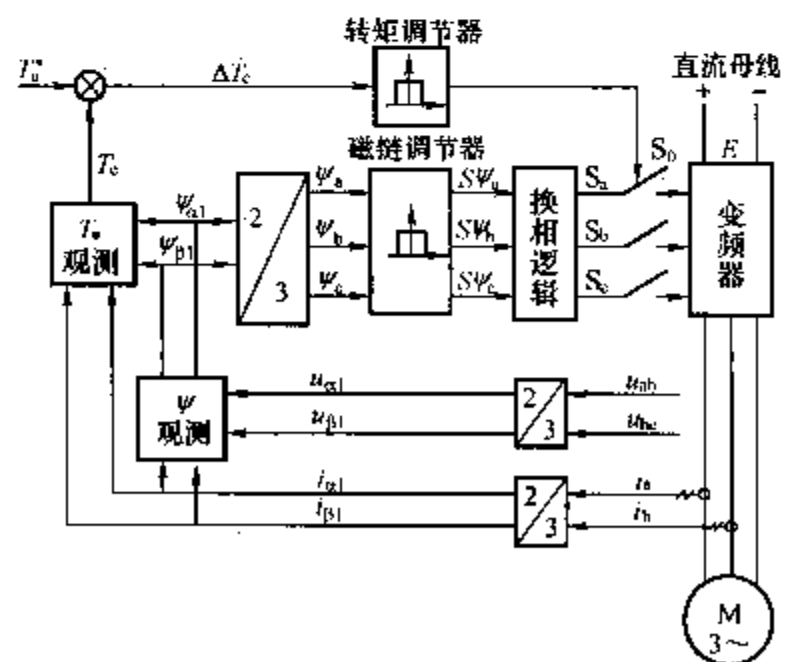 转矩调节器
直流母线
+ −
ΔTe
Te
磁链调节器
S0 E
Te
观测
ψα1
ψβ1
2
3
ψa
ψb
ψc
Sψa
Sψb
Sψc
换相逻辑
Sa
Sb
Sc
变频器
ψ
观测
uα1
uβ1
2
3
uab
ubc
iα1
iβ1
2
3
ia
ib
M
3～